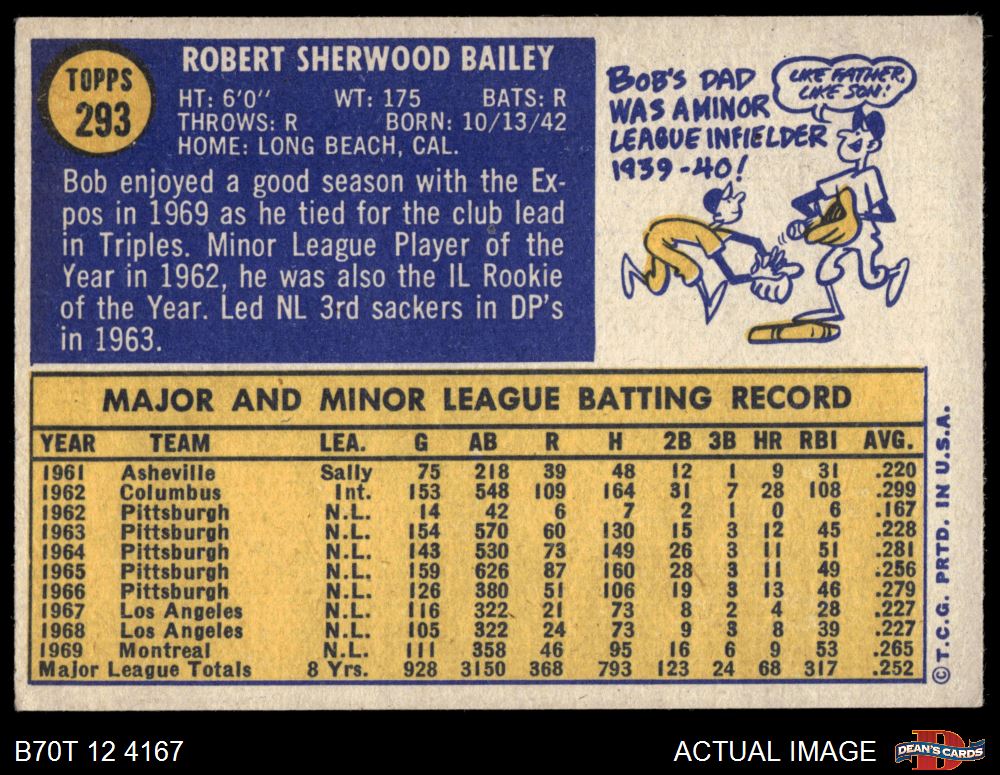 TOPPS
293
ROBERT SHERWOOD BAILEY
HT: 6'0" WT: 175 BATS: R
THROWS: R BORN: 10/13/42
HOME: LONG BEACH, CAL.
Bob enjoyed a good season with the Ex-
pos in 1969 as he tied for the club lead
in Triples. Minor League Player of the
Year in 1962, he was also the IL Rookie
of the Year. Led NL 3rd sackers in DP's
in 1963.
BOB'S DAD
WAS A MINOR
LEAGUE INFIELDER
1939-40!
LIKE FATHER,
LIKE SON!
MAJOR AND MINOR LEAGUE BATTING RECORD
YEAR TEAM LEA. G AB R H 2B 3B HR RBI AVG.
1961 Asheville Sally 75 218 39 48 12 1 9 31 .220
1962 Columbus Int. 153 548 109 164 31 7 28 108 .299
1962 Pittsburgh N.L. 14 42 6 7 2 1 0 6 .167
1963 Pittsburgh N.L. 154 570 60 130 15 3 12 45 .228
1964 Pittsburgh N.L. 143 530 73 149 26 3 11 51 .281
1965 Pittsburgh N.L. 159 626 87 160 28 3 11 49 .256
1966 Pittsburgh N.L. 126 380 51 106 19 3 13 46 .279
1967 Los Angeles N.L. 116 322 21 73 8 2 4 28 .227
1968 Los Angeles N.L. 105 322 24 73 9 3 8 39 .227
1969 Montreal N.L. 111 358 46 95 16 6 9 53 .265
Major League Totals 8 Yrs. 928 3150 368 793 123 24 68 317 .252
© T.C.G. PRTD. IN U.S.A.
B70T 12 4167
ACTUAL IMAGE
DEAN'S CARDS